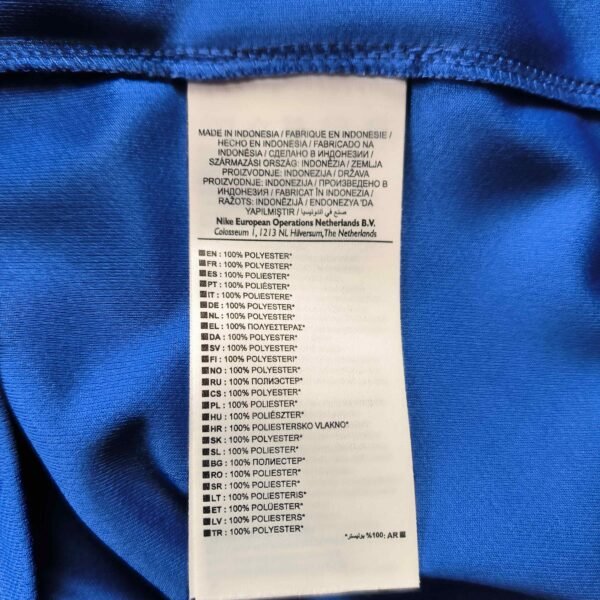 MADE IN INDONESIA / FABRIQUE EN INDONESIE /
HECHO EN INDONESIA / FABRICADO NA
INDONÉSIA / СДЕЛАНО В ИНДОНЕЗИИ /
SZÁRMAZÁSI ORSZÁG: INDONÉZIA / ZEMLJA
PROIZVODNJE: INDONEZIJA / DRŽAVA
PROIZVODNJE: INDONEZIJA / ПРОИЗВЕДЕНО В
ИНДОНЕЗИЯ / FABRICAT IN INDONEZIA /
RAŽOTS: INDONĒZIJĀ / ENDONEZYA 'DA
YAPILMIŞTIR / صنع في اندونيسيا
Nike European Operations Netherlands B.V.
Colosseum 1, 1213 NL Hilversum, The Netherlands
EN : 100% POLYESTER*
FR : 100% POLYESTER*
ES : 100% POLIÉSTER*
PT : 100% POLIÉSTER*
IT : 100% POLIESTERE*
DE : 100% POLYESTER*
NL : 100% POLYESTER*
EL : 100% ΠΟΛΥΕΣΤΕΡΑΣ*
DA : 100% POLYESTER*
SV : 100% POLYESTER*
FI : 100% POLYESTERI*
NO : 100% POLYESTER*
RU : 100% ПОЛИЭСТЕР*
CS : 100% POLYESTER*
PL : 100% POLIESTER*
HU : 100% POLIÉSZTER*
HR : 100% POLIESTERSKO VLAKNO*
SK : 100% POLYESTER*
SL : 100% POLIESTER*
BG : 100% ПОЛИЕСТЕР*
RO : 100% POLIESTER*
SR : 100% POLIESTER*
LT : 100% POLIESTERIS*
ET : 100% POLÜESTER*
LV : 100% POLIESTERS*
TR : 100% POLYESTER*
AR :100% بوليستر*